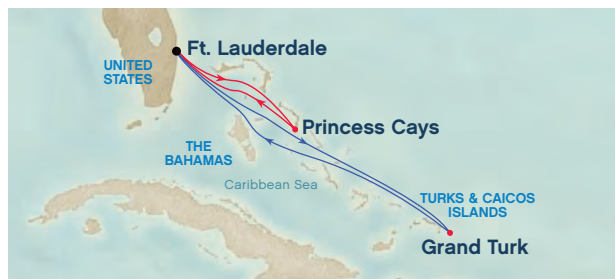 Ft. Lauderdale
UNITED
STATES
Princess Cays
THE
BAHAMAS
Caribbean Sea
TURKS & CAICOS
ISLANDS
Grand Turk